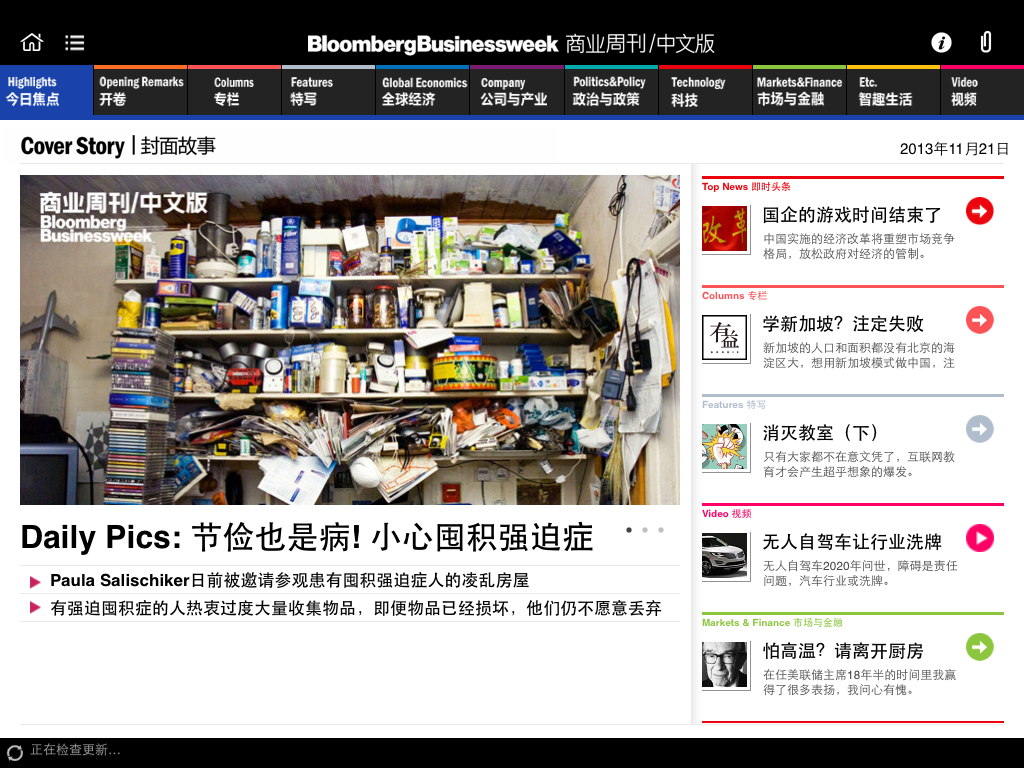 BloombergBusinessweek 商业周刊/中文版
Highlights
今日焦点
Opening Remarks
开卷
Columns
专栏
Features
特写
Global Economics
全球经济
Company
公司与产业
Politics&Policy
政治与政策
Technology
科技
Markets&Finance
市场与金融
Etc.
智趣生活
Video
视频
Cover Story | 封面故事
2013年11月21日
商业周刊/中文版
Bloomberg
Businessweek
Daily Pics: 节俭也是病! 小心囤积强迫症
Paula Salischiker日前被邀请参观患有囤积强迫症人的凌乱房屋
有强迫囤积症的人热衷过度大量收集物品，即便物品已经损坏，他们仍不愿意丢弃
Top News 即时头条
改革
国企的游戏时间结束了
中国实施的经济改革将重塑市场竞争
格局，放松政府对经济的管制。
Columns 专栏
有益
学新加坡？注定失败
新加坡的人口和面积都没有北京的海
淀区大，想用新加坡模式做中国，注
Features 特写
消灭教室（下）
只有大家都不在意文凭了，互联网教
育才会产生超乎想象的爆发。
Video 视频
无人自驾车让行业洗牌
无人自驾车2020年问世，障碍是责任
问题，汽车行业或洗牌。
Markets & Finance 市场与金融
怕高温？请离开厨房
在任美联储主席18年半的时间里我赢
得了很多表扬，我问心有愧。
正在检查更新...